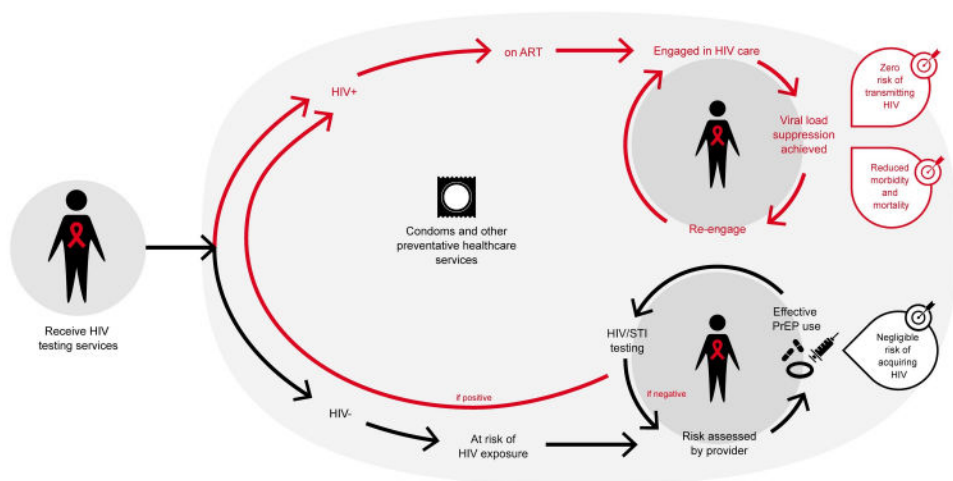 on ART
Engaged in HIV care
HIV+
Zero
risk of
transmitting
HIV
Viral load
suppression
achieved
Reduced
morbidity
and
mortality
Re-engage
Condoms and other
preventative healthcare
services
Receive HIV
testing services
HIV/STI
testing
Effective
PrEP use
Negligible
risk of
acquiring
HIV
if positive
if negative
HIV-
At risk of
HIV exposure
Risk assessed
by provider